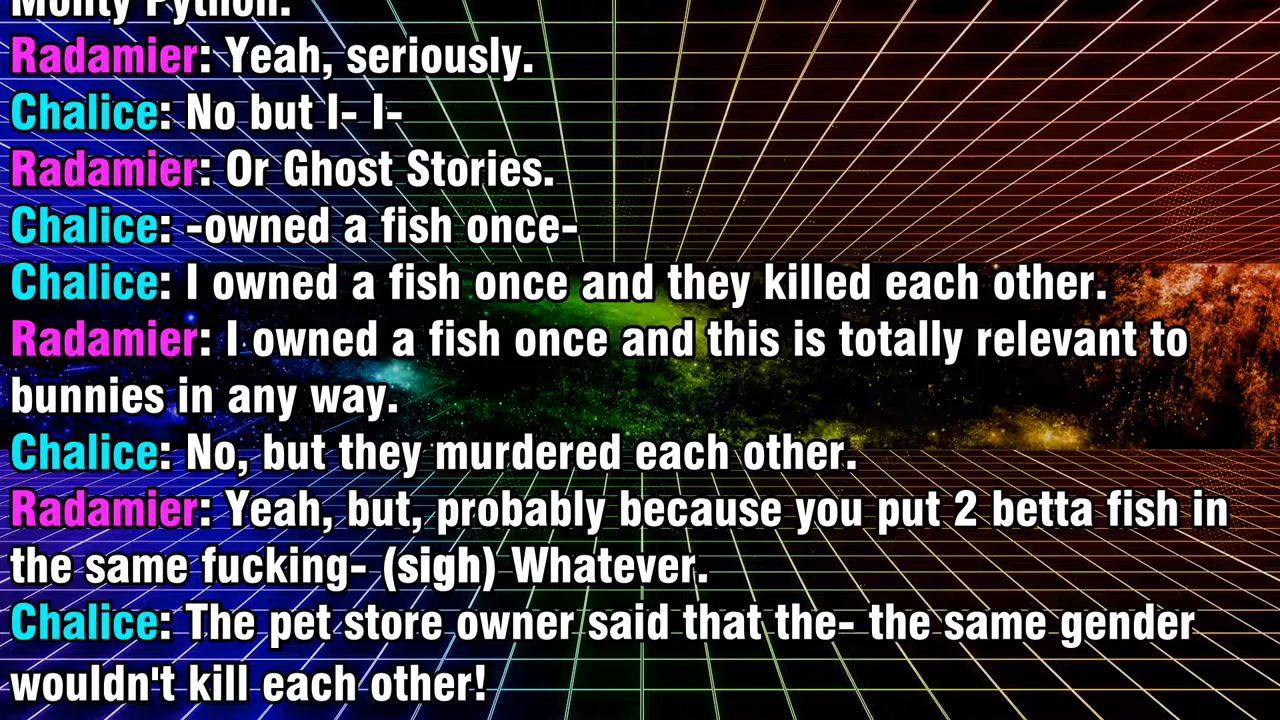 Monty Python.
Radamier: Yeah, seriously.
Chalice: No but I- I-
Radamier: Or Ghost Stories.
Chalice: -owned a fish once-
Chalice: I owned a fish once and they killed each other.
Radamier: I owned a fish once and this is totally relevant to
bunnies in any way.
Chalice: No, but they murdered each other.
Radamier: Yeah, but, probably because you put 2 betta fish in
the same fucking- (sigh) Whatever.
Chalice: The pet store owner said that the- the same gender
wouldn't kill each other!